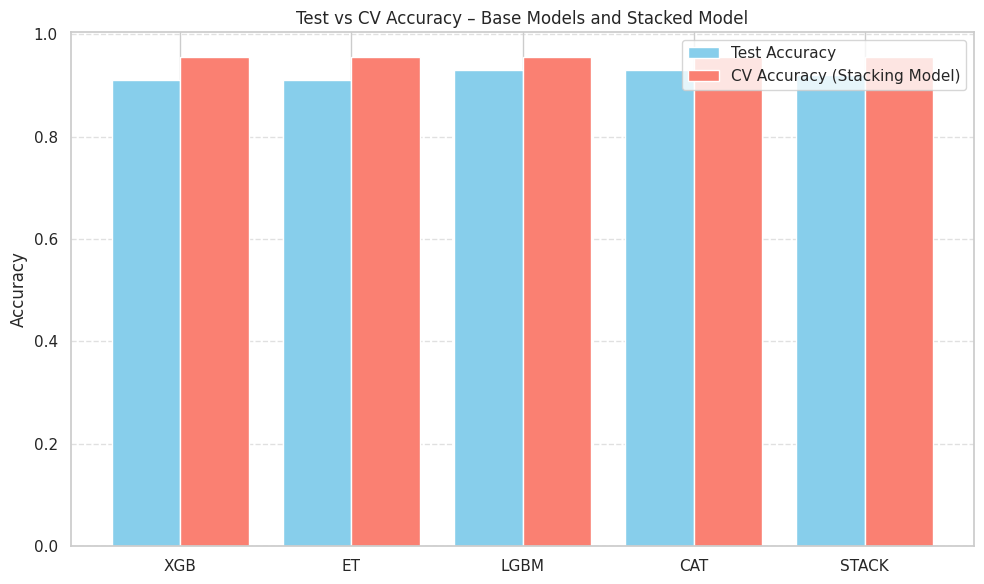 Test vs CV Accuracy – Base Models and Stacked Model
Test Accuracy
CV Accuracy (Stacking Model)
Accuracy
1.0
0.8
0.6
0.4
0.2
0.0
XGB ET LGBM CAT STACK